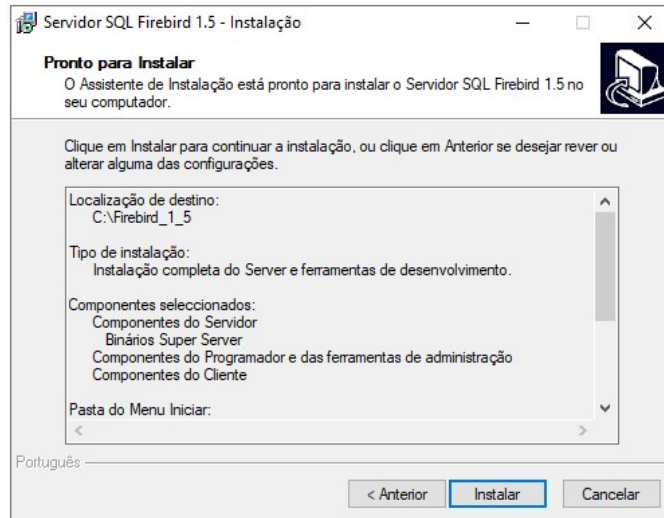 Servidor SQL Firebird 1.5 - Instalação
Pronto para Instalar
O Assistente de Instalação está pronto para instalar o Servidor SQL Firebird 1.5 no
seu computador.
Clique em Instalar para continuar a instalação, ou clique em Anterior se desejar rever ou
alterar alguma das configurações.
Localização de destino:
C:\Firebird_1_5
Tipo de instalação:
Instalação completa do Server e ferramentas de desenvolvimento.
Componentes seleccionados:
Componentes do Servidor
Binários Super Server
Componentes do Programador e das ferramentas de administração
Componentes do Cliente
Pasta do Menu Iniciar:
Português
< Anterior
Instalar
Cancelar